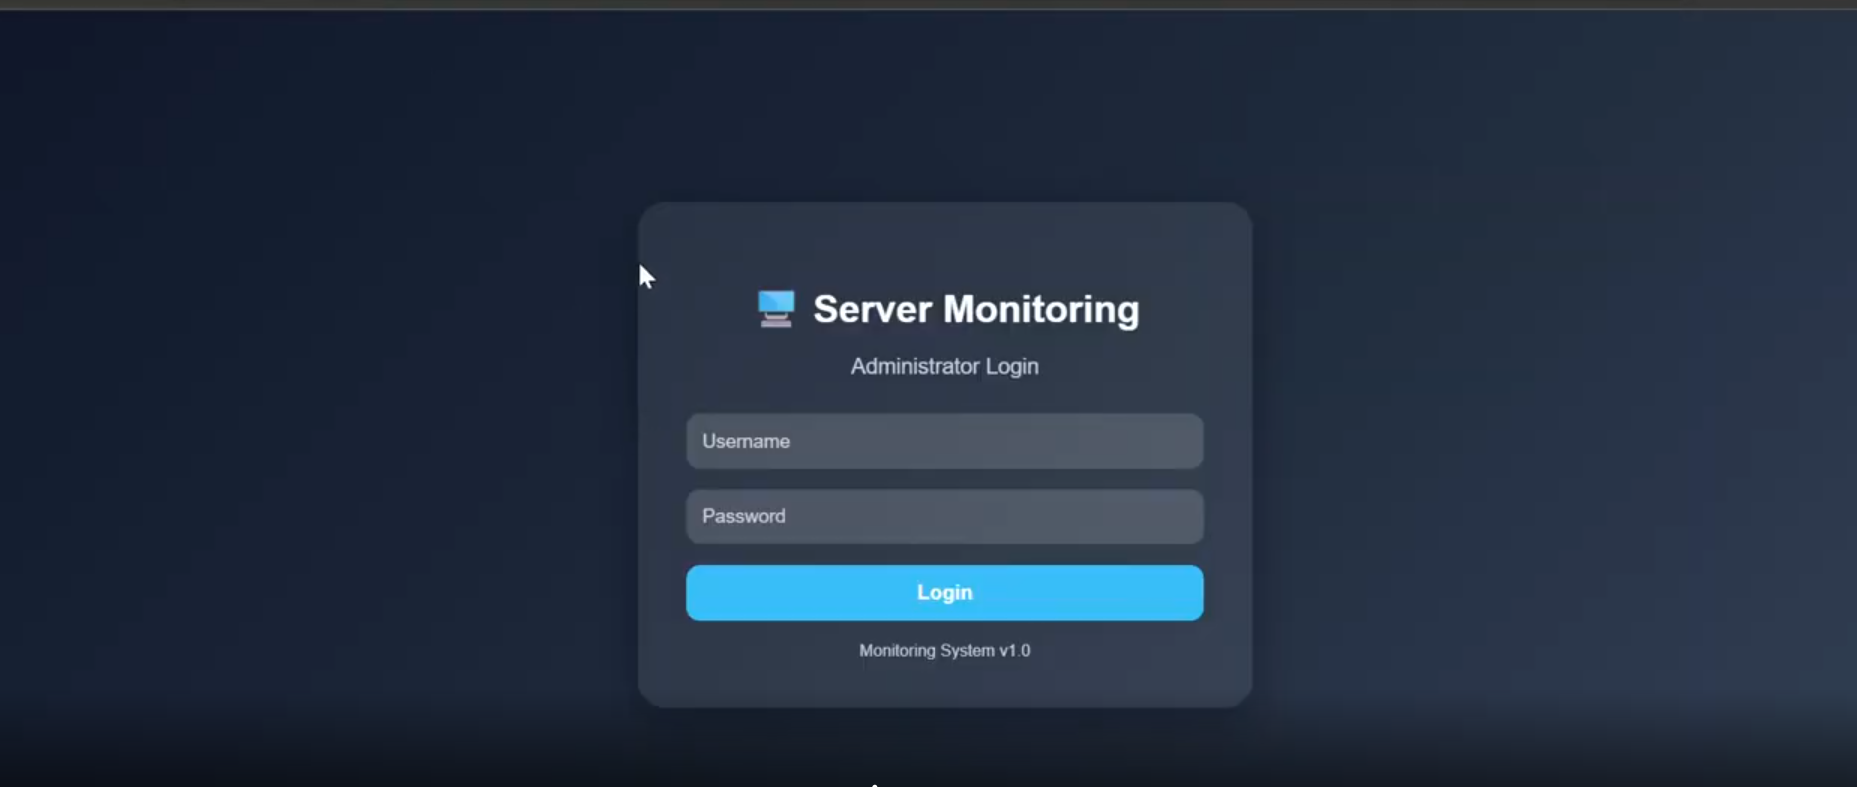 Server Monitoring
Administrator Login
Username
Password
Login
Monitoring System v1.0